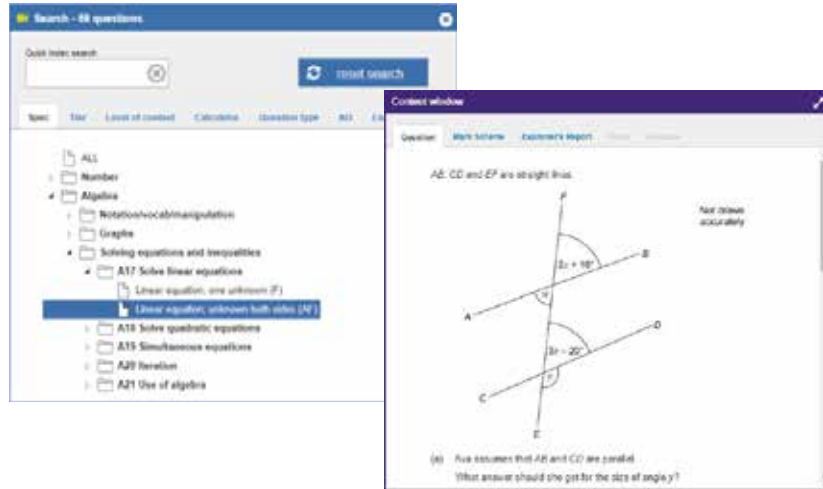 Search - 69 questions
Quick index search
reset search
Spec Tier Level of content Calculator Question type AO
ALL
Number
Algebra
Notation/vocab/manipulation
Graphs
Solving equations and inequalities
A17 Solve linear equations
Linear equation, one unknown (F)
Linear equation, unknown both sides (AF)
A18 Solve quadratic equations
A19 Simultaneous equations
A20 Iteration
A21 Use of algebra
Content window
Question Mark Scheme Examiner's Report
AB, CD and EF are straight lines.
Not drawn
accurately
F
B
2x + 16°
A
D
3x – 20°
C
E
(a) Ava assumes that AB and CD are parallel.
What answer should she get for the size of angle y?